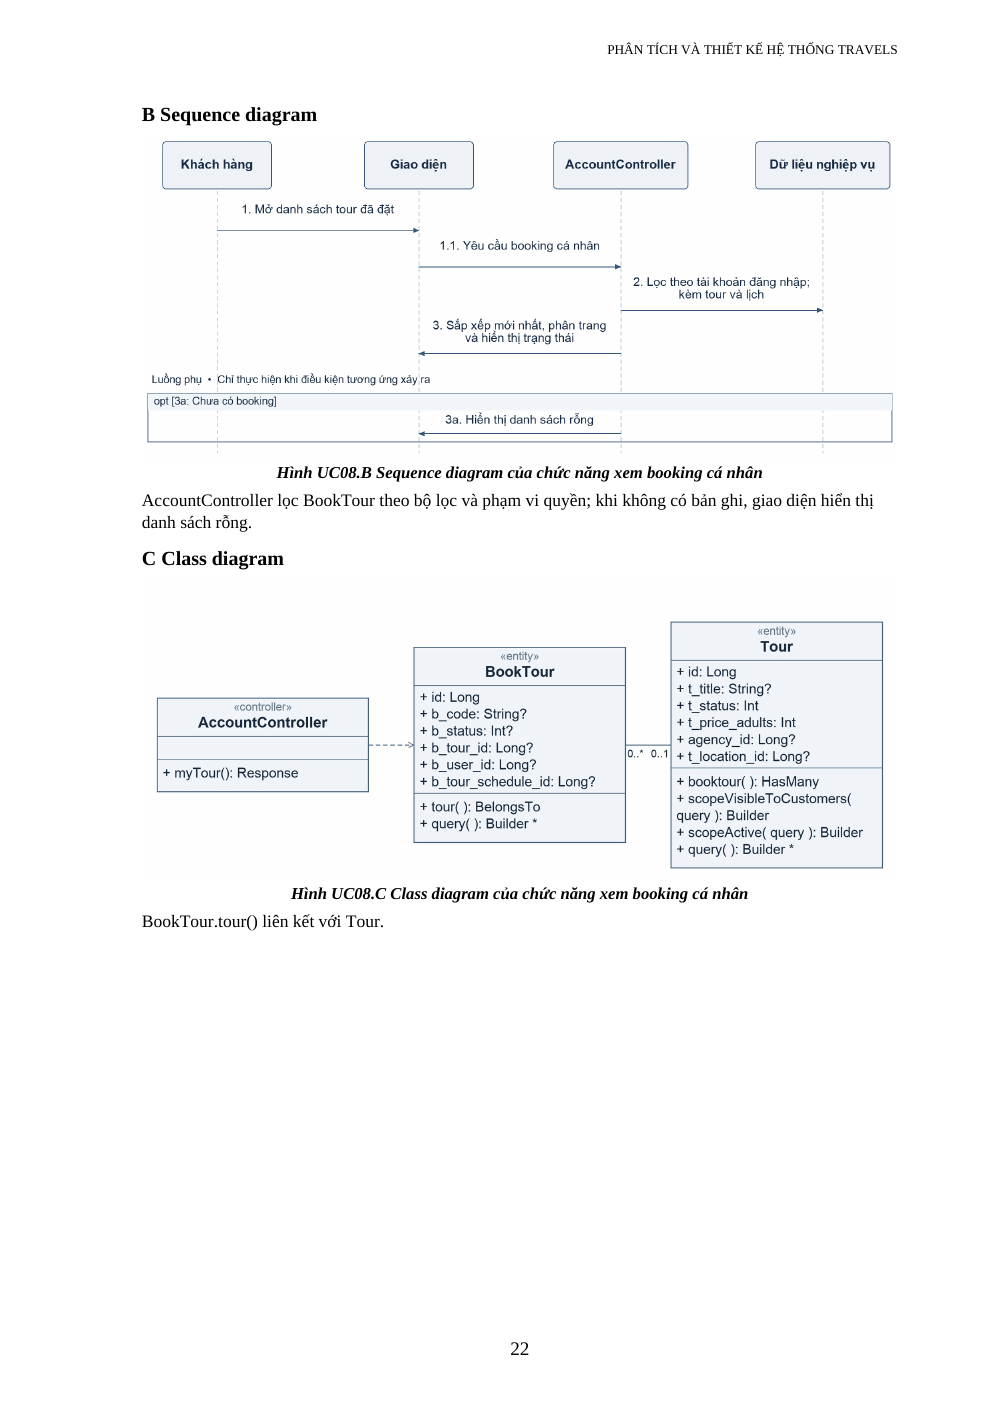 PHÂN TÍCH VÀ THIẾT KẾ HỆ THỐNG TRAVELS
B Sequence diagram
Khách hàng
Giao diện
AccountController
Dữ liệu nghiệp vụ
1. Mở danh sách tour đã đặt
1.1. Yêu cầu booking cá nhân
2. Lọc theo tài khoản đăng nhập;
kèm tour và lịch
3. Sắp xếp mới nhất, phân trang
và hiển thị trạng thái
Luồng phụ • Chỉ thực hiện khi điều kiện tương ứng xảy ra
opt [3a: Chưa có booking]
3a. Hiển thị danh sách rỗng
Hình UC08.B Sequence diagram của chức năng xem booking cá nhân
AccountController lọc BookTour theo bộ lọc và phạm vi quyền; khi không có bản ghi, giao diện hiển thị
danh sách rỗng.
C Class diagram
«controller»
AccountController
+ myTour(): Response
«entity»
BookTour
+ id: Long
+ b_code: String?
+ b_status: Int?
+ b_tour_id: Long?
+ b_user_id: Long?
+ b_tour_schedule_id: Long?
+ tour( ): BelongsTo
+ query( ): Builder *
0..* 0..1
«entity»
Tour
+ id: Long
+ t_title: String?
+ t_status: Int
+ t_price_adults: Int
+ agency_id: Long?
+ t_location_id: Long?
+ booktour( ): HasMany
+ scopeVisibleToCustomers(
query ): Builder
+ scopeActive( query ): Builder
+ query( ): Builder *
Hình UC08.C Class diagram của chức năng xem booking cá nhân
BookTour.tour() liên kết với Tour.
22